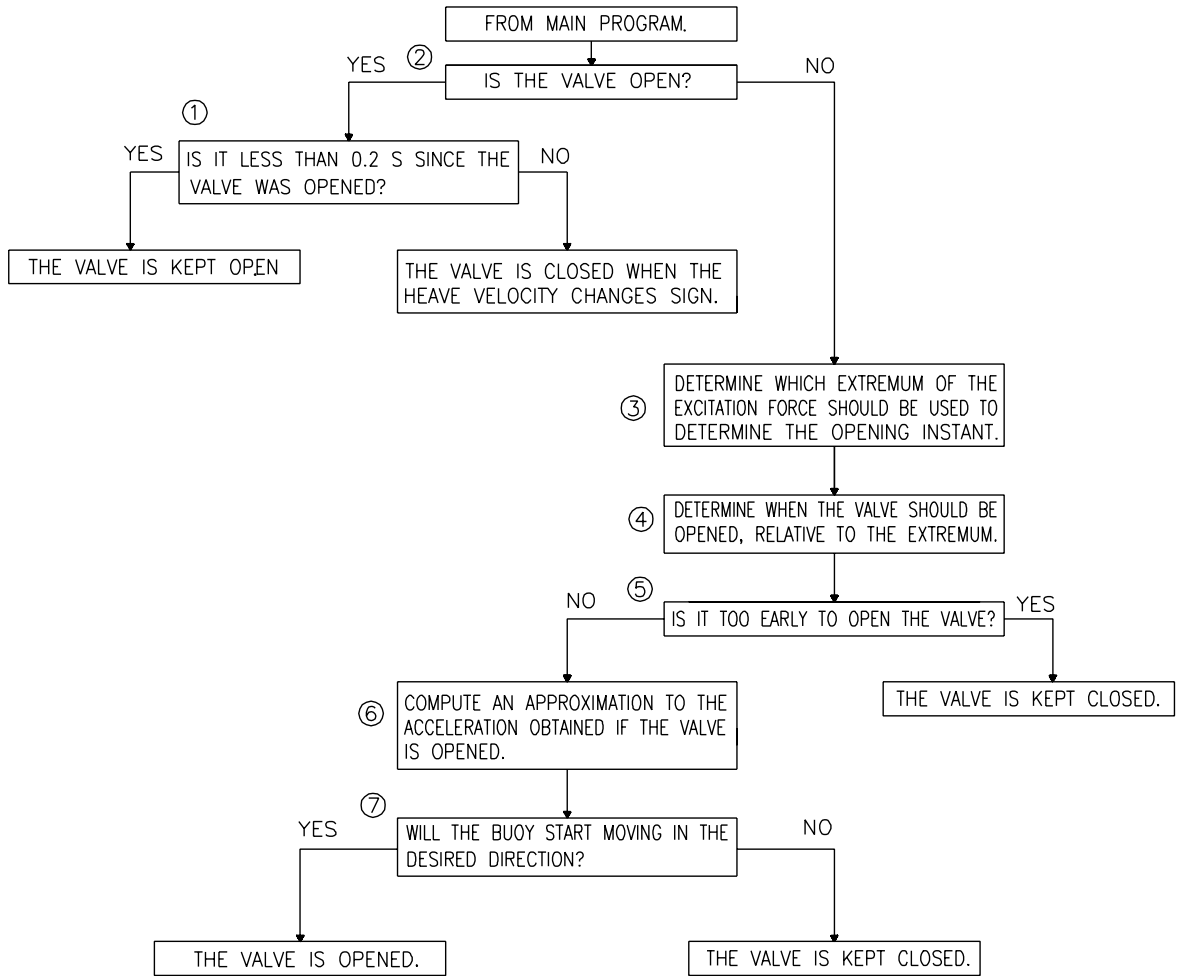 FROM MAIN PROGRAM.
②
YES
IS THE VALVE OPEN?
NO
①
YES
IS IT LESS THAN 0.2 S SINCE THE
VALVE WAS OPENED?
NO
THE VALVE IS KEPT OPEN
THE VALVE IS CLOSED WHEN THE
HEAVE VELOCITY CHANGES SIGN.
③
DETERMINE WHICH EXTREMUM OF THE
EXCITATION FORCE SHOULD BE USED TO
DETERMINE THE OPENING INSTANT.
④
DETERMINE WHEN THE VALVE SHOULD BE
OPENED, RELATIVE TO THE EXTREMUM.
⑤
NO
IS IT TOO EARLY TO OPEN THE VALVE?
YES
THE VALVE IS KEPT CLOSED.
⑥
COMPUTE AN APPROXIMATION TO THE
ACCELERATION OBTAINED IF THE VALVE
IS OPENED.
⑦
YES
WILL THE BUOY START MOVING IN THE
DESIRED DIRECTION?
NO
THE VALVE IS OPENED.
THE VALVE IS KEPT CLOSED.